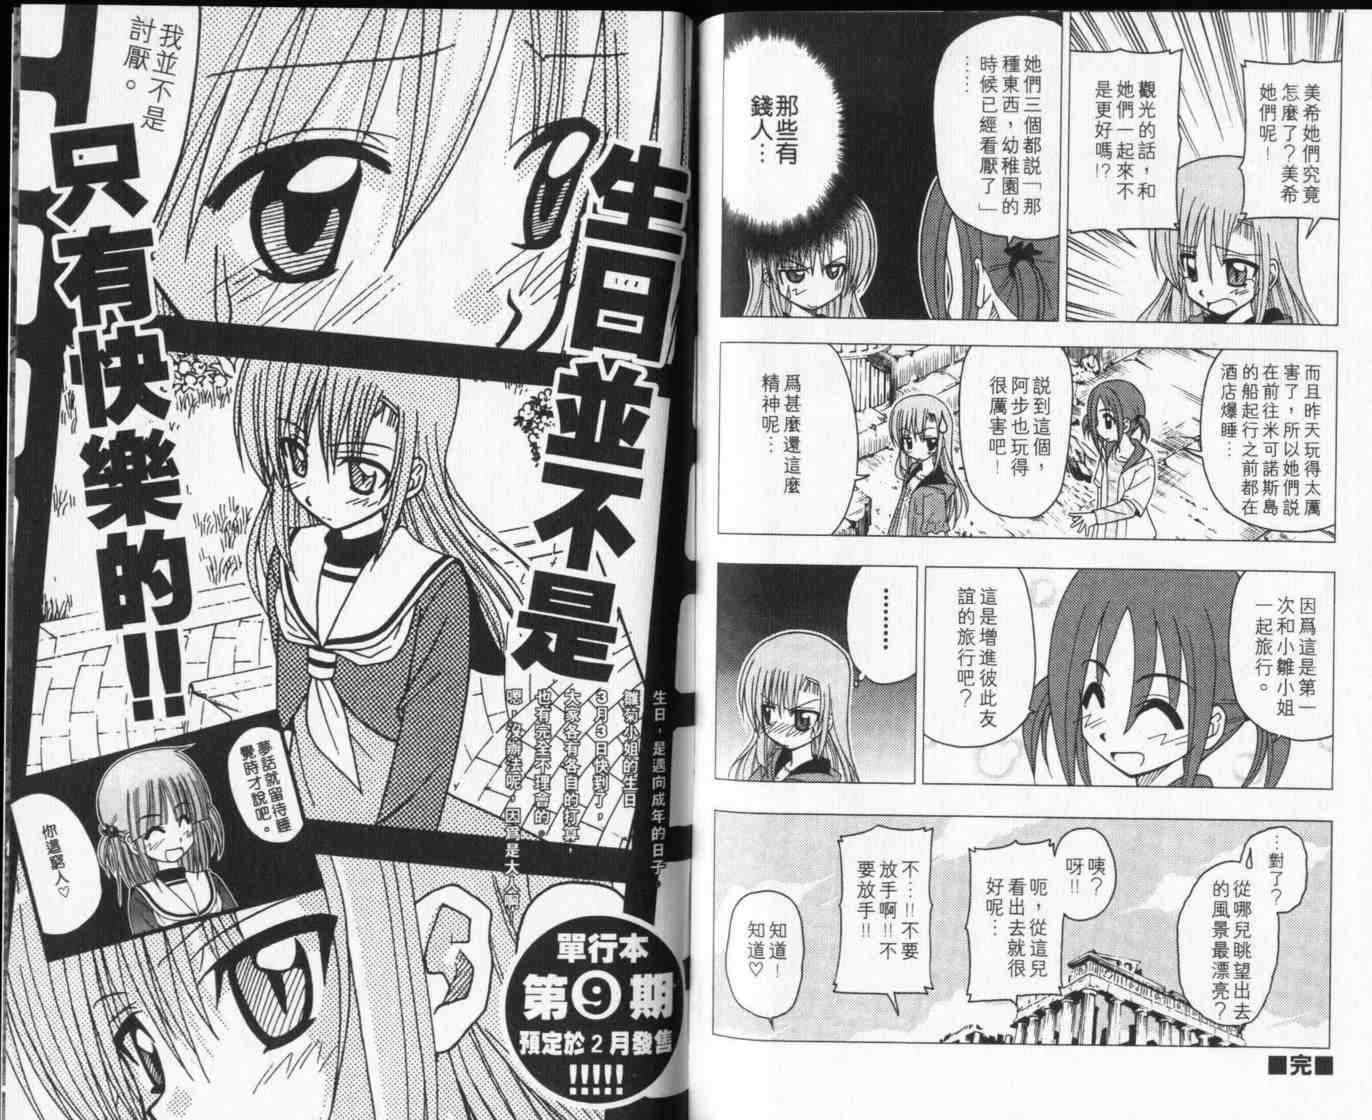 美希她們究竟
怎麼了?美希
她們呢!
觀光的話,和
她們一起來不
是更好嗎!?
她們三個都說「那
種東西,幼稚園的
時候已經看厭了」
……
那些有
錢人…
而且昨天玩得太厲
害了,所以她們說
在前往米可諾斯島
的船起行之前都在
酒店爆睡…
說到這個,
阿步也玩得
很厲害吧!
爲甚麼還這麼
精神呢…
因爲這是第一
次和小雛小姐
一起旅行。
這是增進彼此友
誼的旅行吧?
………
…對了?
從哪兒眺望出去
的風景最漂亮?
咦?
呀!!
呃,從這兒
看出去就很
好呢…
不…!!不要
放手啊!!不
要放手!!
知道!
知道♡
■完■
我並不是
討厭。
生日並不是
只有快樂的!!
生日,是邁向成年的日子。
雛菊小姐的生日
3月3日快到了,
大家各有各自的打算,
也有完全不理會的。
嗯,沒辦法呢,因爲是大人啊
夢話就留待睡
覺時才說吧。
你這窮人♡
單行本
第9期
預定於2月發售
!!!!!